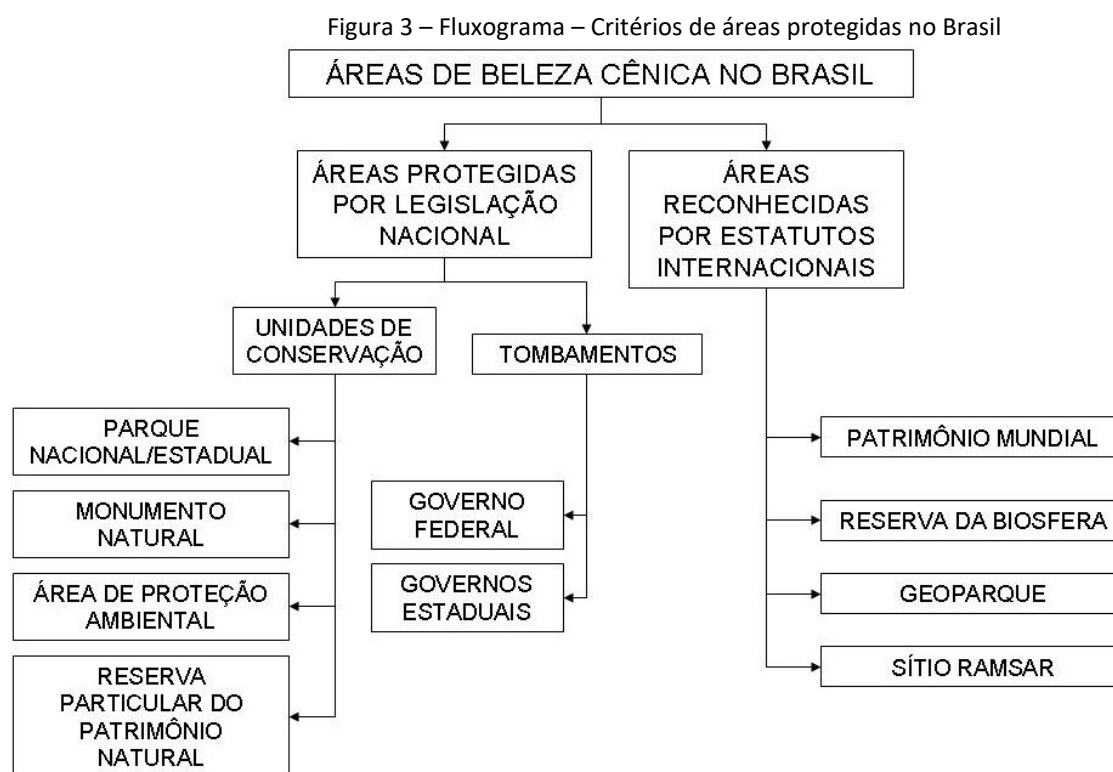 Figura 3 – Fluxograma – Critérios de áreas protegidas no Brasil
ÁREAS DE BELEZA CÊNICA NO BRASIL
ÁREAS PROTEGIDAS
POR LEGISLAÇÃO
NACIONAL
ÁREAS
RECONHECIDAS
POR ESTATUTOS
INTERNACIONAIS
UNIDADES DE
CONSERVAÇÃO
TOMBAMENTOS
PARQUE
NACIONAL/ESTADUAL
MONUMENTO
NATURAL
ÁREA DE PROTEÇÃO
AMBIENTAL
RESERVA
PARTICULAR DO
PATRIMÔNIO
NATURAL
GOVERNO
FEDERAL
GOVERNOS
ESTADUAIS
PATRIMÔNIO MUNDIAL
RESERVA DA BIOSFERA
GEOPARQUE
SÍTIO RAMSAR